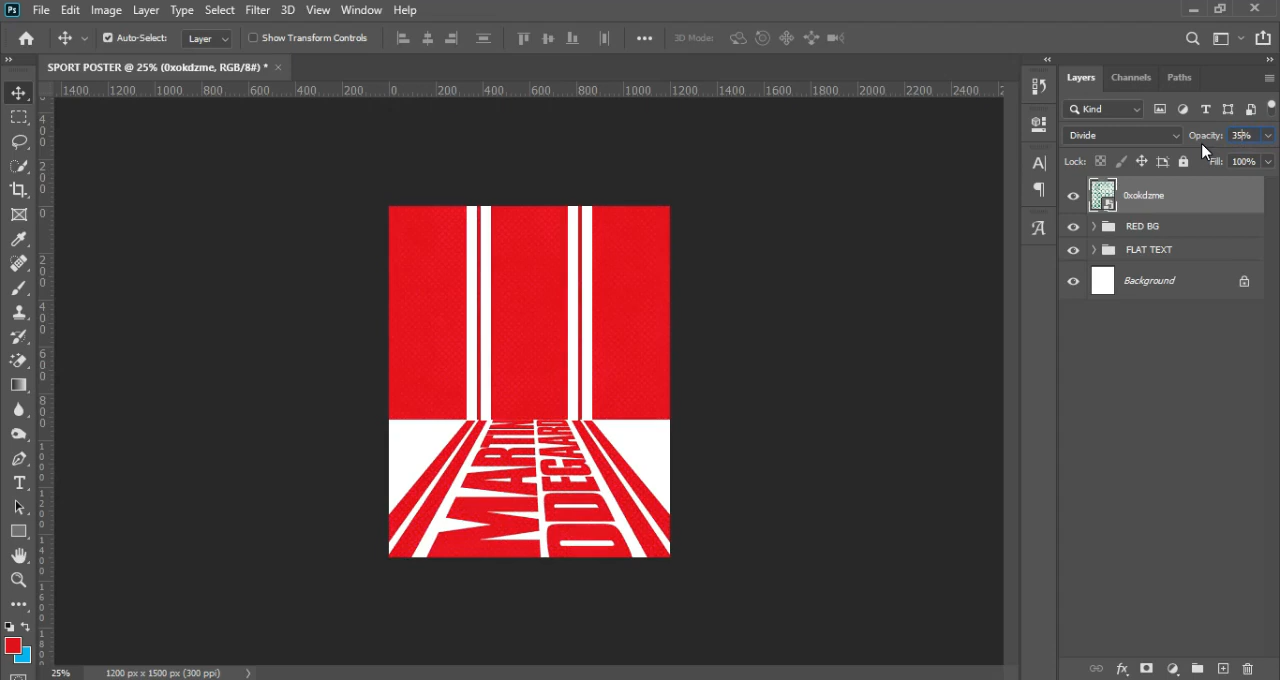 Ps File Edit Image Layer Type Select Filter 3D View Window Help
Auto-Select: Layer Show Transform Controls 3D Mode:
SPORT POSTER @ 25% (0xokdzme, RGB/8#) * ×
1400 1200 1000 800 600 400 200 0 200 400 600 800 1000 1200 1400 1600 1800 2000 2200 2400
Layers Channels Paths
Kind
Divide Opacity: 35%
Lock: Fill: 100%
0xokdzme
RED BG
FLAT TEXT
Background
MARTIN
ODEGAARD
25% 1200 px x 1500 px (300 ppi)